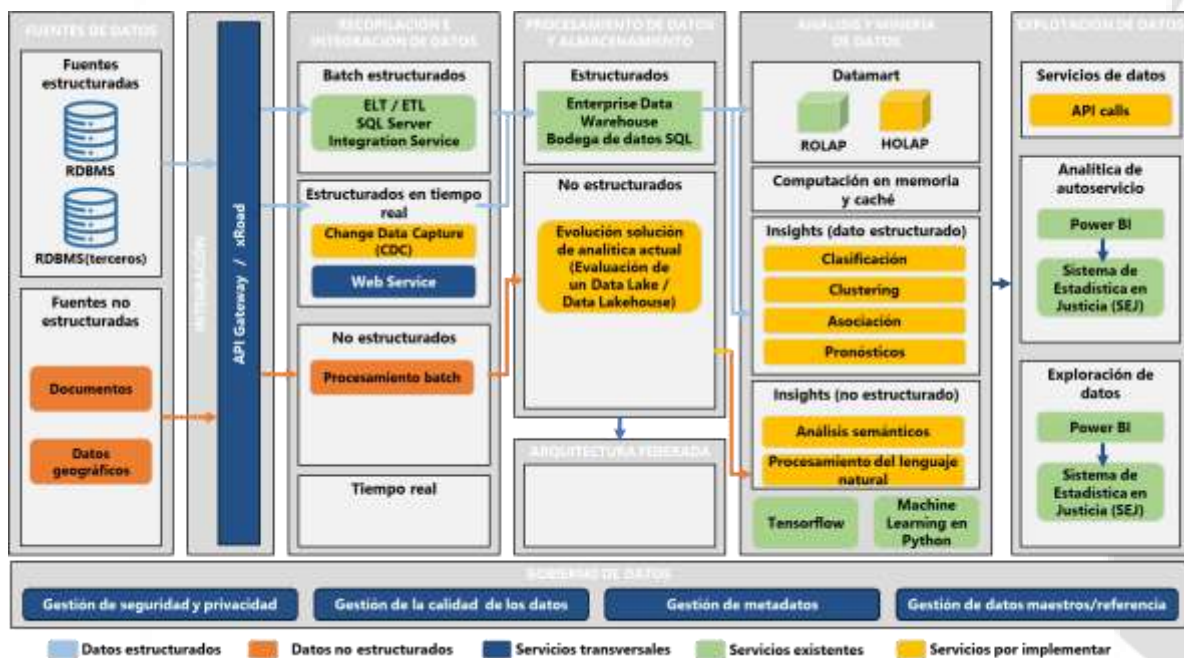 FUENTES DE DATOS
Fuentes
estructuradas
RDBMS
RDBMS(terceros)
Fuentes no
estructuradas
Documentos
Datos
geográficos
INTEGRACIÓN
API Gateway / xRoad
RECOPILACIÓN E
INTEGRACIÓN DE DATOS
Batch estructurados
ELT / ETL
SQL Server
Integration Service
Estructurados en tiempo
real
Change Data Capture
(CDC)
Web Service
No estructurados
Procesamiento batch
Tiempo real
PROCESAMIENTO DE DATOS
Y ALMACENAMIENTO
Estructurados
Enterprise Data
Warehouse
Bodega de datos SQL
No estructurados
Evolución solución
de analítica actual
(Evaluación de
un Data Lake /
Data Lakehouse)
ARQUITECTURA FEDERADA
ANÁLISIS Y MINERÍA
DE DATOS
Datamart
ROLAP
HOLAP
Computación en memoria
y caché
Insights (dato estructurado)
Clasificación
Clustering
Asociación
Pronósticos
Insights (no estructurado)
Análisis semánticos
Procesamiento del lenguaje
natural
Tensorflow
Machine
Learning en
Python
EXPLOTACIÓN DE DATOS
Servicios de datos
API calls
Analítica de
autoservicio
Power BI
Sistema de
Estadística en
Justicia (SEJ)
Exploración de
datos
Power BI
Sistema de
Estadística en
Justicia (SEJ)
GOBIERNO DE DATOS
Gestión de seguridad y privacidad
Gestión de la calidad de los datos
Gestión de metadatos
Gestión de datos maestros/referencia
Datos estructurados
Datos no estructurados
Servicios transversales
Servicios existentes
Servicios por implementar